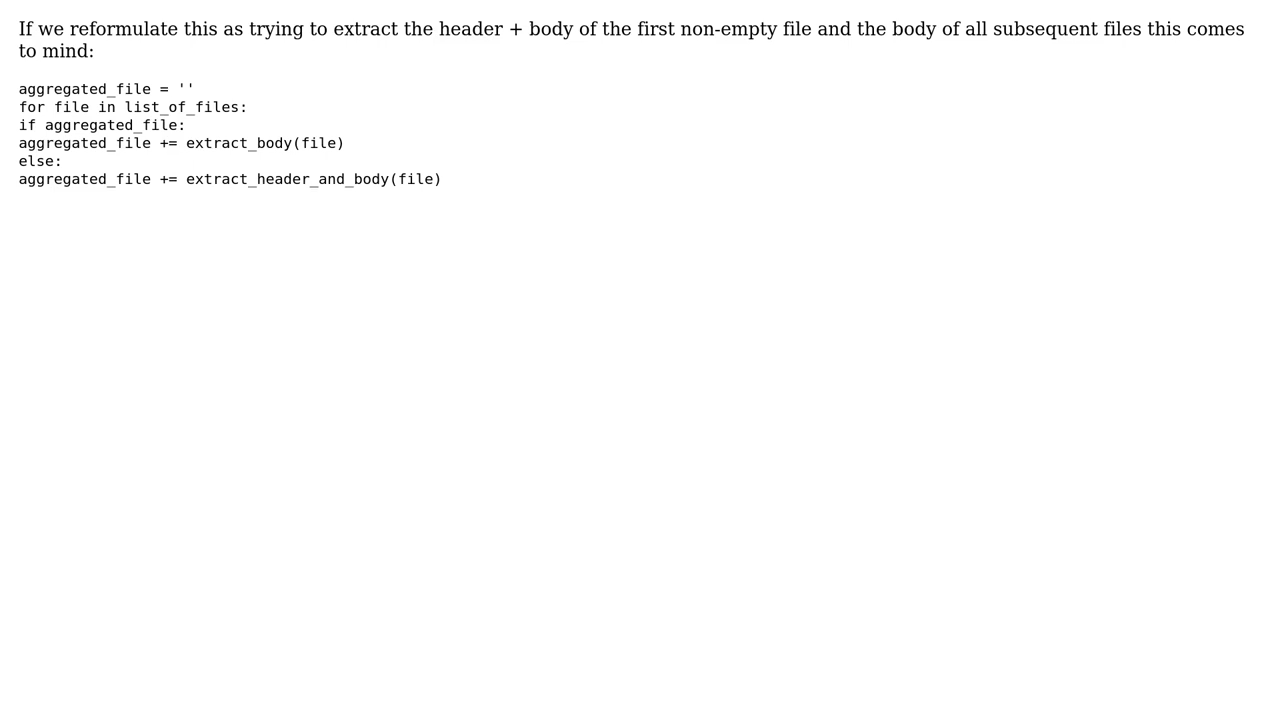 If we reformulate this as trying to extract the header + body of the first non-empty file and the body of all subsequent files this comes
to mind:
aggregated_file = ''
for file in list_of_files:
if aggregated_file:
aggregated_file += extract_body(file)
else:
aggregated_file += extract_header_and_body(file)